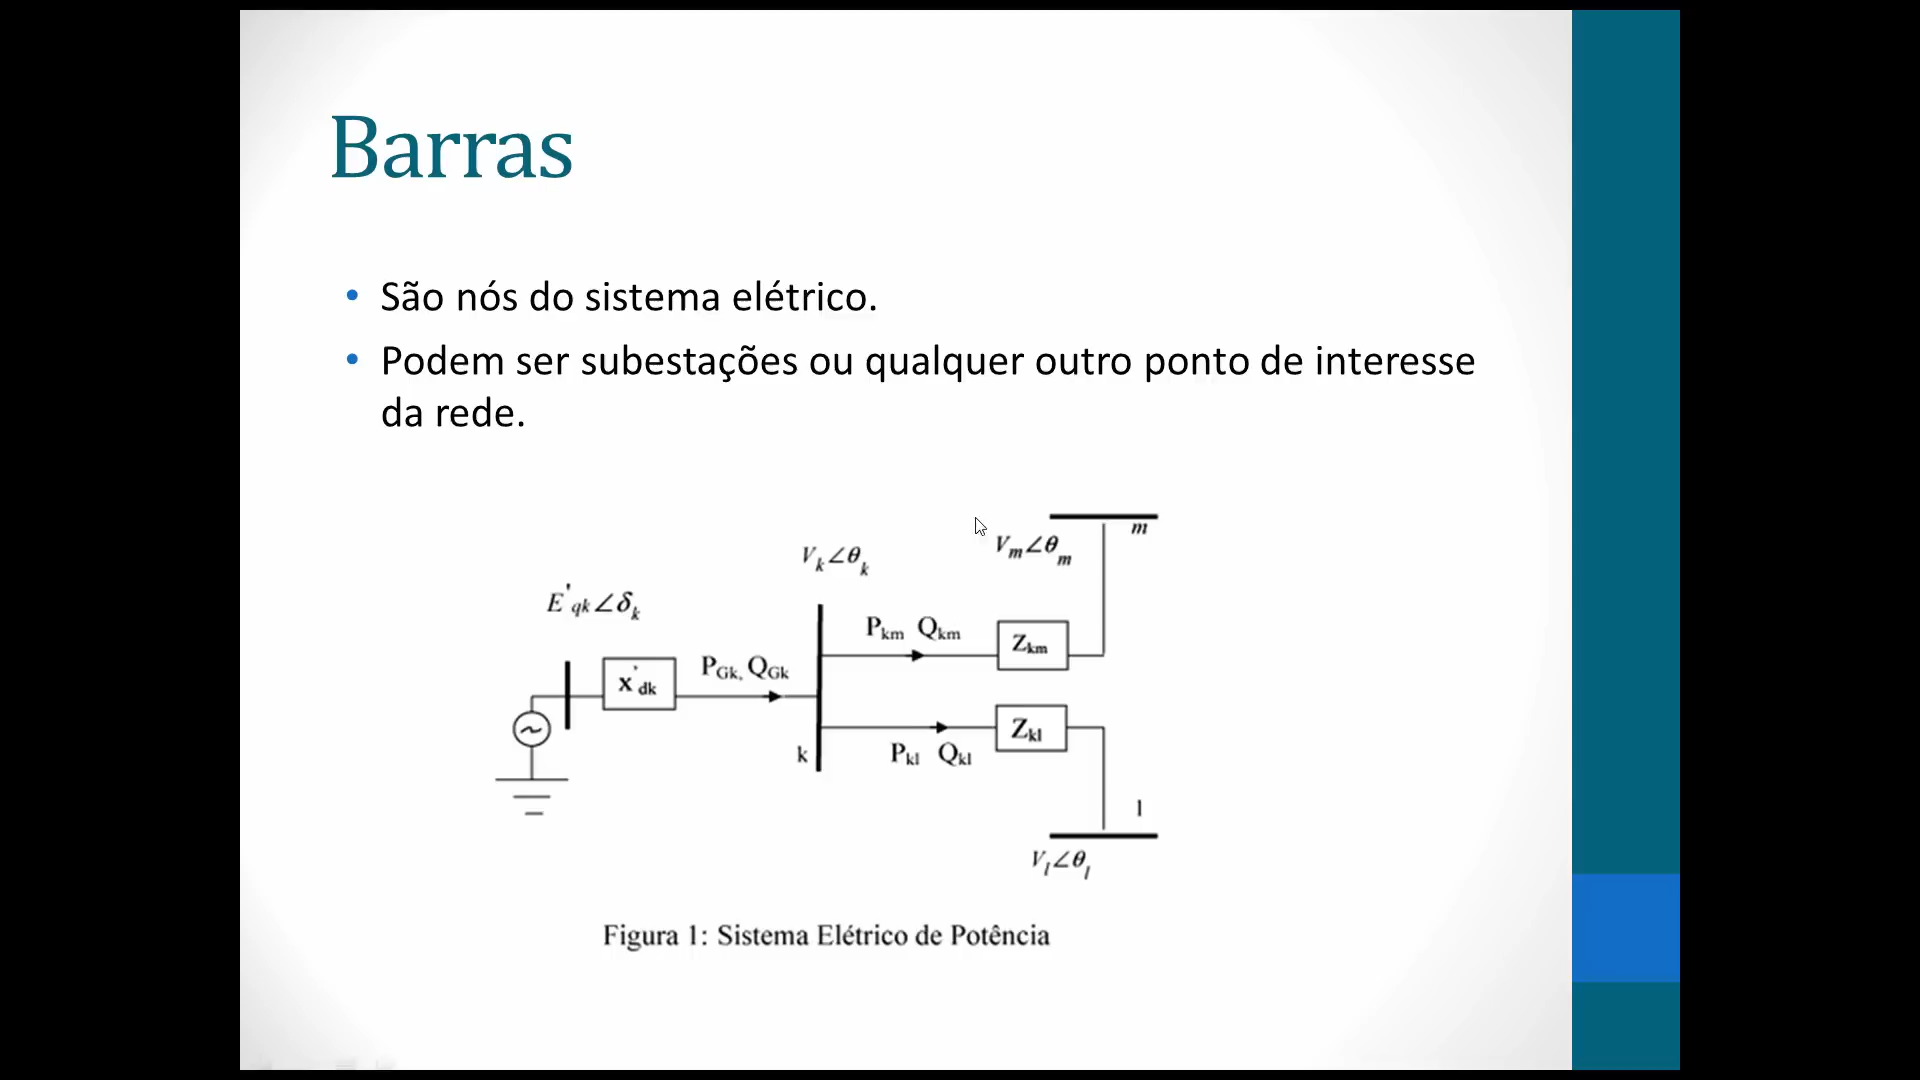 Barras
• São nós do sistema elétrico.
• Podem ser subestações ou qualquer outro ponto de interesse
da rede.
m
V_m∠θ_m
V_k∠θ_k
E'_qk∠δ_k
P_km Q_km
Z_km
P_Gk, Q_Gk
x'_dk
Z_kl
k
P_kl Q_kl
l
V_l∠θ_l
Figura 1: Sistema Elétrico de Potência